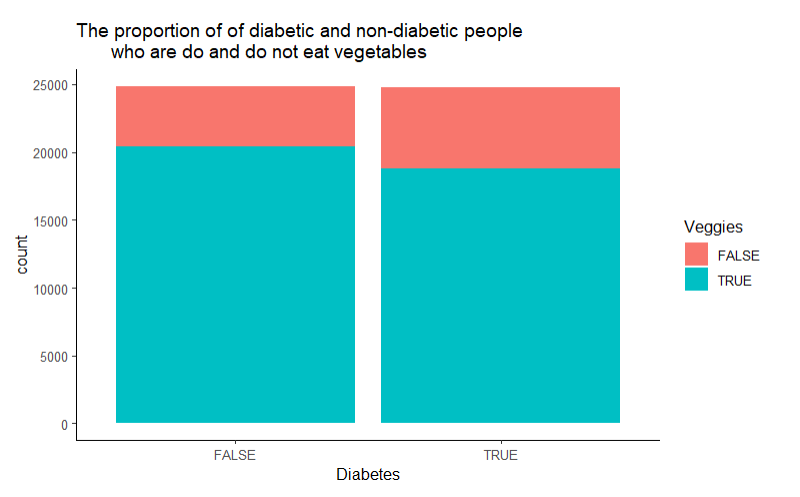 The proportion of of diabetic and non-diabetic people
who are do and do not eat vegetables
25000
20000
15000
10000
5000
0
count
FALSE
TRUE
Diabetes
Veggies
FALSE
TRUE